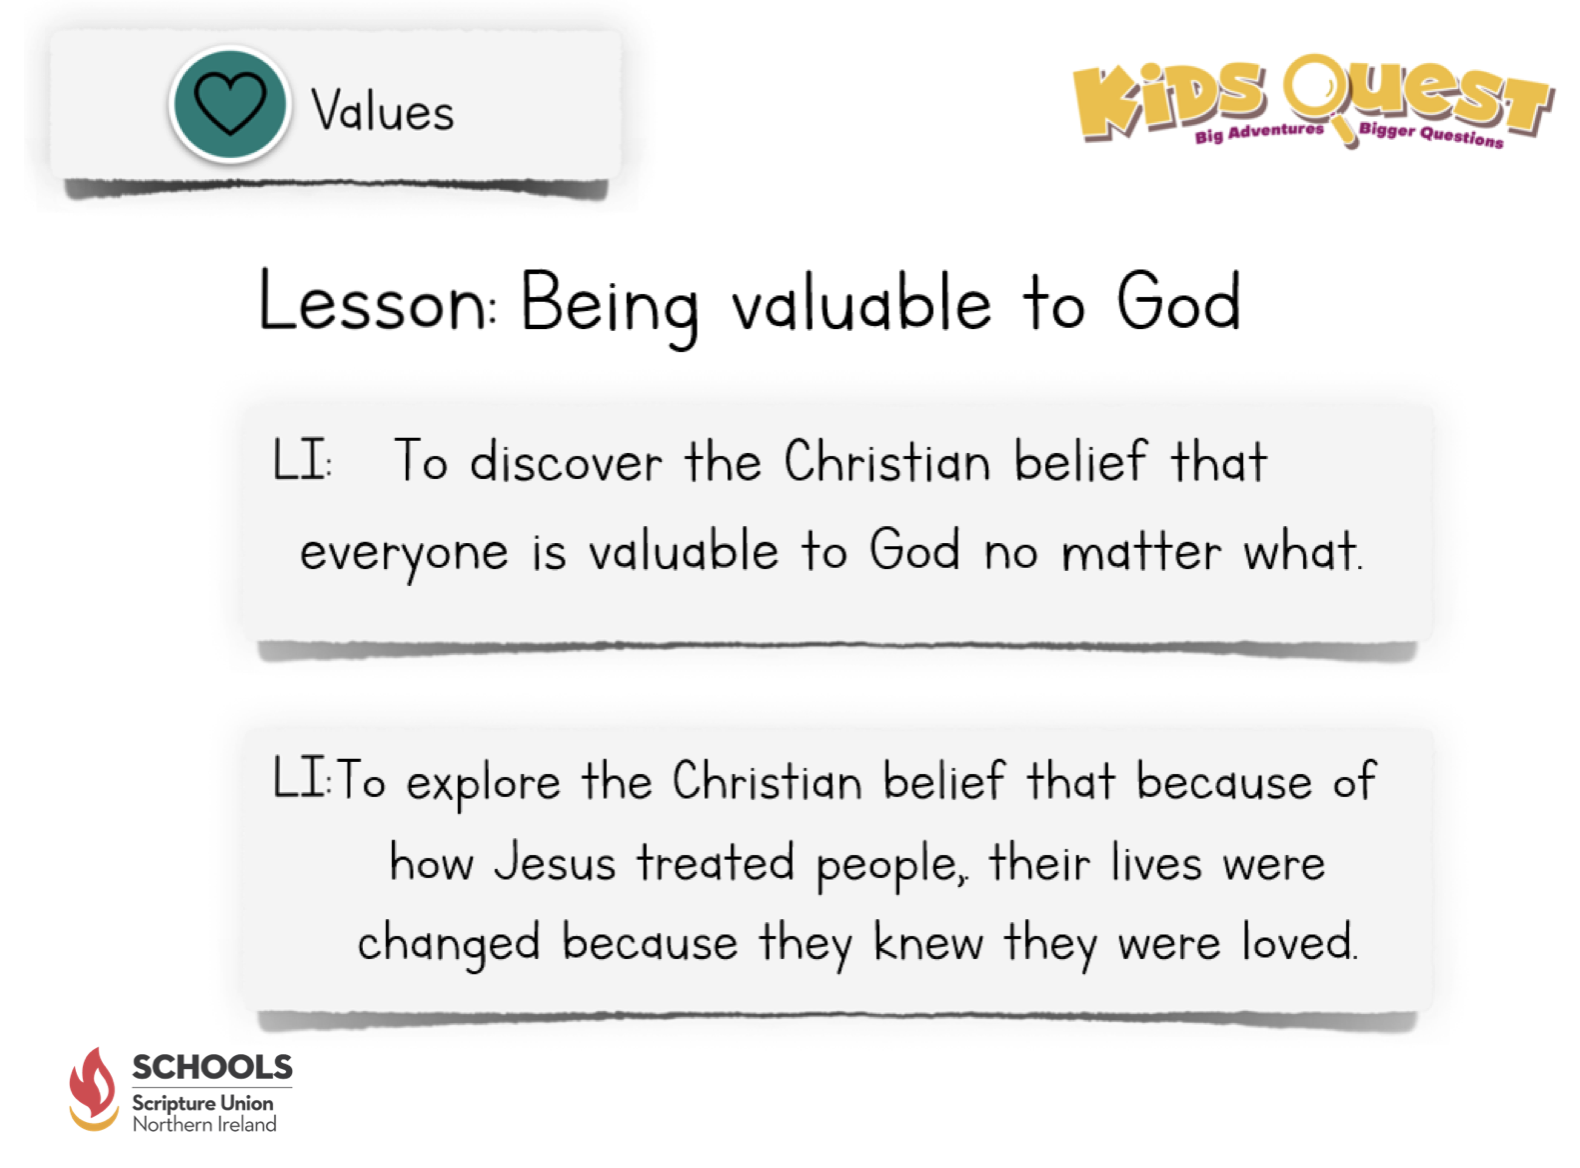 Values
KiDS QUEST
Big Adventures Bigger Questions
Lesson: Being valuable to God
LI: To discover the Christian belief that
everyone is valuable to God no matter what.
LI:To explore the Christian belief that because of
how Jesus treated people,. their lives were
changed because they knew they were loved.
SCHOOLS
Scripture Union
Northern Ireland